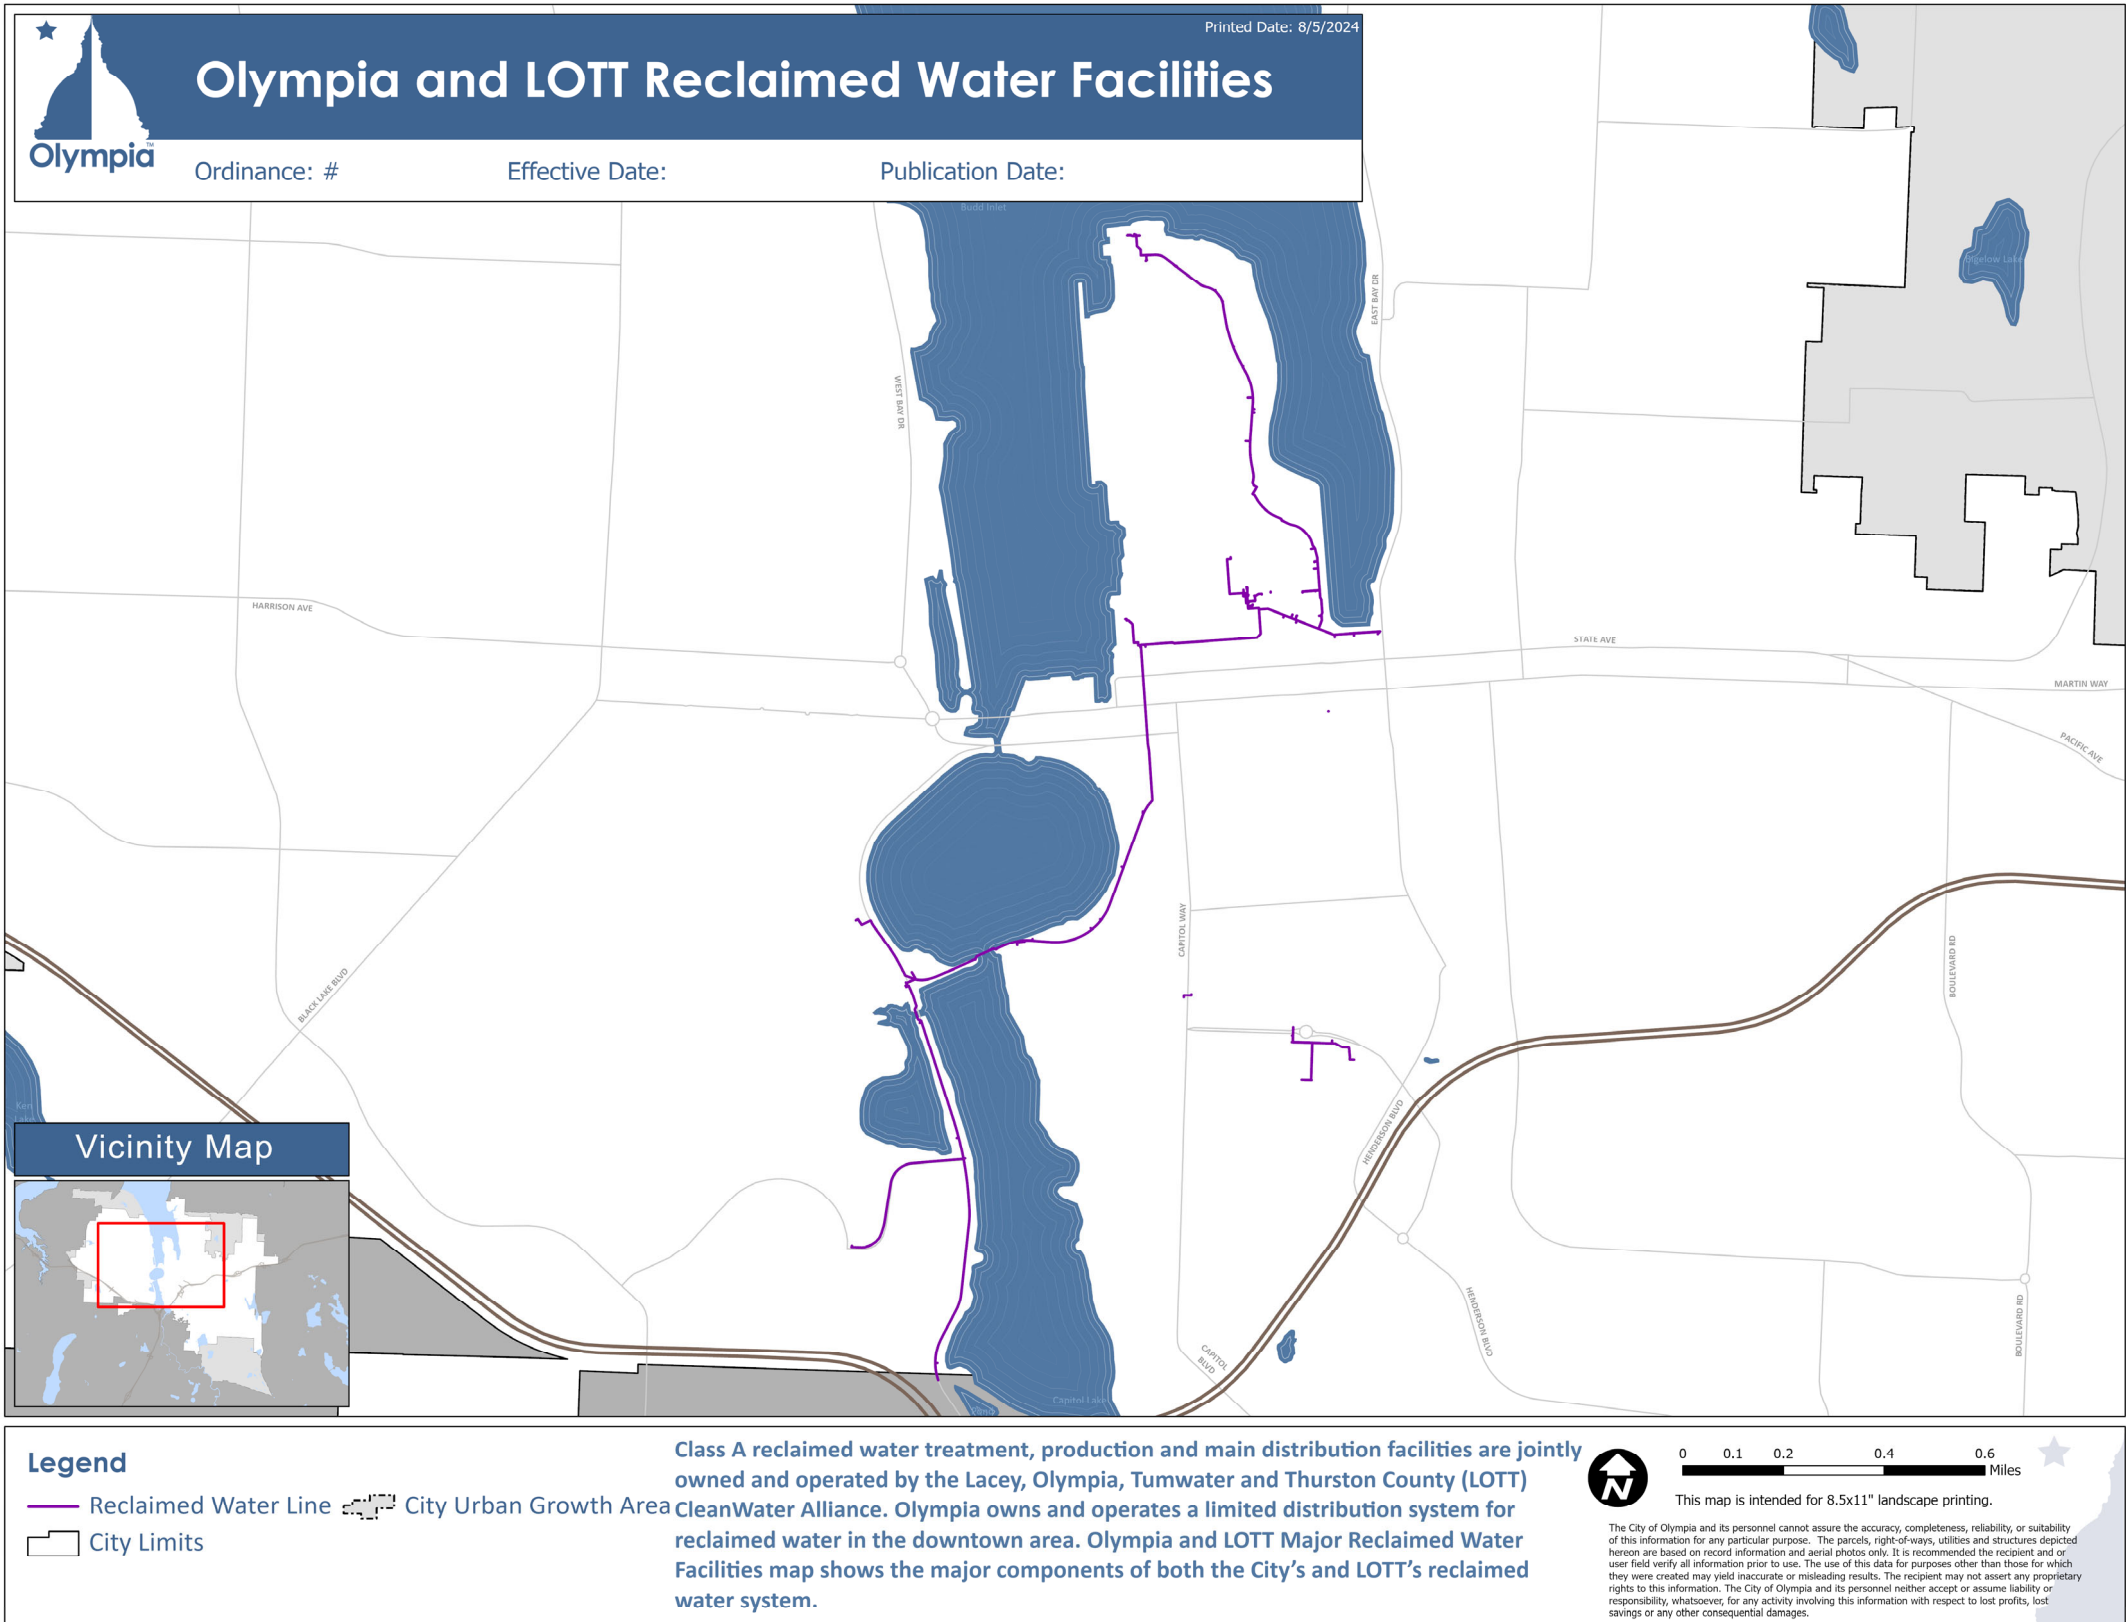 Printed Date: 8/5/2024
Olympia and LOTT Reclaimed Water Facilities
Olympia™
Ordinance: #
Effective Date:
Publication Date:
Budd Inlet
Bigelow Lake
EAST BAY DR
WEST BAY DR
HARRISON AVE
STATE AVE
MARTIN WAY
PACIFIC AVE
CAPITOL WAY
BOULEVARD RD
BLACK LAKE BLVD
Ken
Lake
HENDERSON BLVD
HENDERSON BLVD
BOULEVARD RD
CAPITOL
BLVD
Capitol Lake
Vicinity Map
Legend
Reclaimed Water Line
City Urban Growth Area
City Limits
Class A reclaimed water treatment, production and main distribution facilities are jointly
owned and operated by the Lacey, Olympia, Tumwater and Thurston County (LOTT)
CleanWater Alliance. Olympia owns and operates a limited distribution system for
reclaimed water in the downtown area. Olympia and LOTT Major Reclaimed Water
Facilities map shows the major components of both the City's and LOTT's reclaimed
water system.
N
0 0.1 0.2 0.4 0.6
Miles
This map is intended for 8.5x11" landscape printing.
The City of Olympia and its personnel cannot assure the accuracy, completeness, reliability, or suitability
of this information for any particular purpose. The parcels, right-of-ways, utilities and structures depicted
hereon are based on record information and aerial photos only. It is recommended the recipient and or
user field verify all information prior to use. The use of this data for purposes other than those for which
they were created may yield inaccurate or misleading results. The recipient may not assert any proprietary
rights to this information. The City of Olympia and its personnel neither accept or assume liability or
responsibility, whatsoever, for any activity involving this information with respect to lost profits, lost
savings or any other consequential damages.